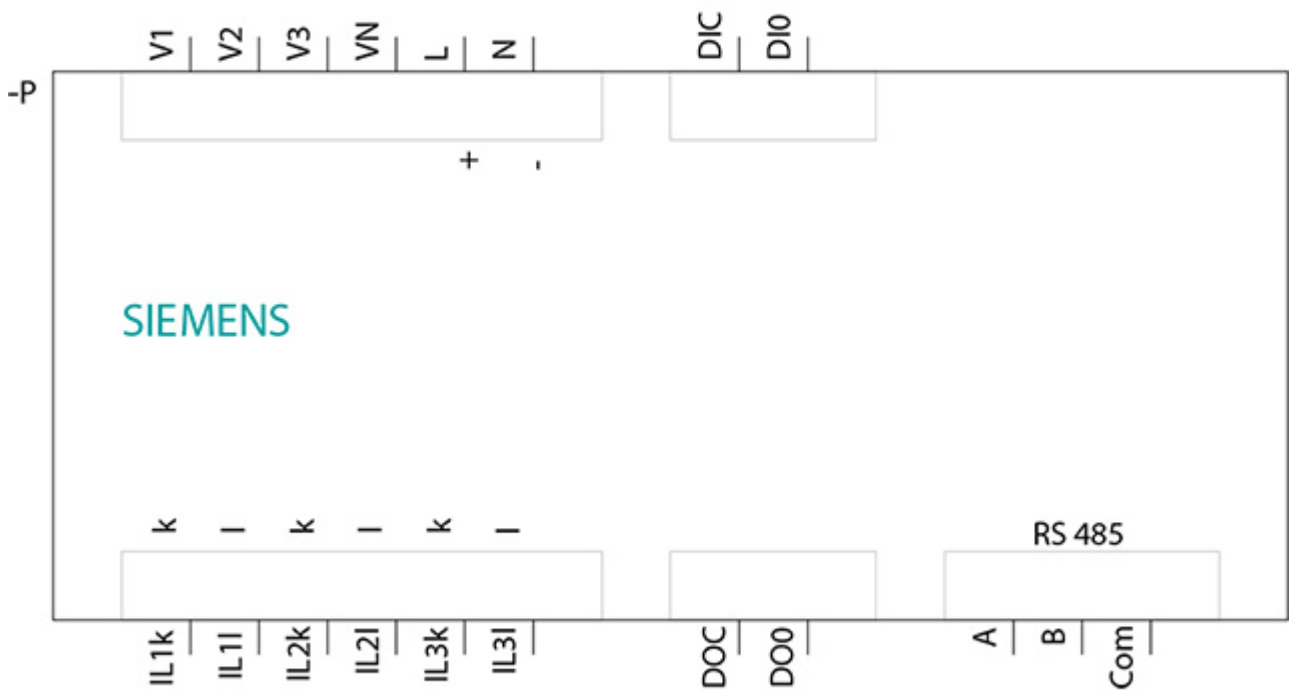 V1 V2 V3 VN L N DIC DI0
-P
+ -
SIEMENS
k l k l k l
RS 485
IL1k IL1l IL2k IL2l IL3k IL3l DOC DO0 A B Com